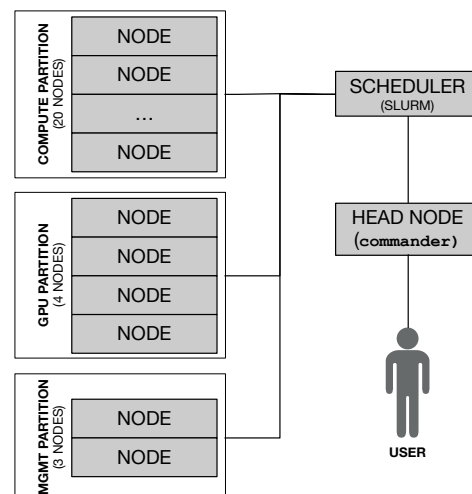 COMPUTE PARTITION
(20 NODES)
NODE
NODE
...
NODE
GPU PARTITION
(4 NODES)
NODE
NODE
NODE
NODE
MGMT PARTITION
(3 NODES)
NODE
NODE
SCHEDULER
(SLURM)
HEAD NODE
(commander)
USER